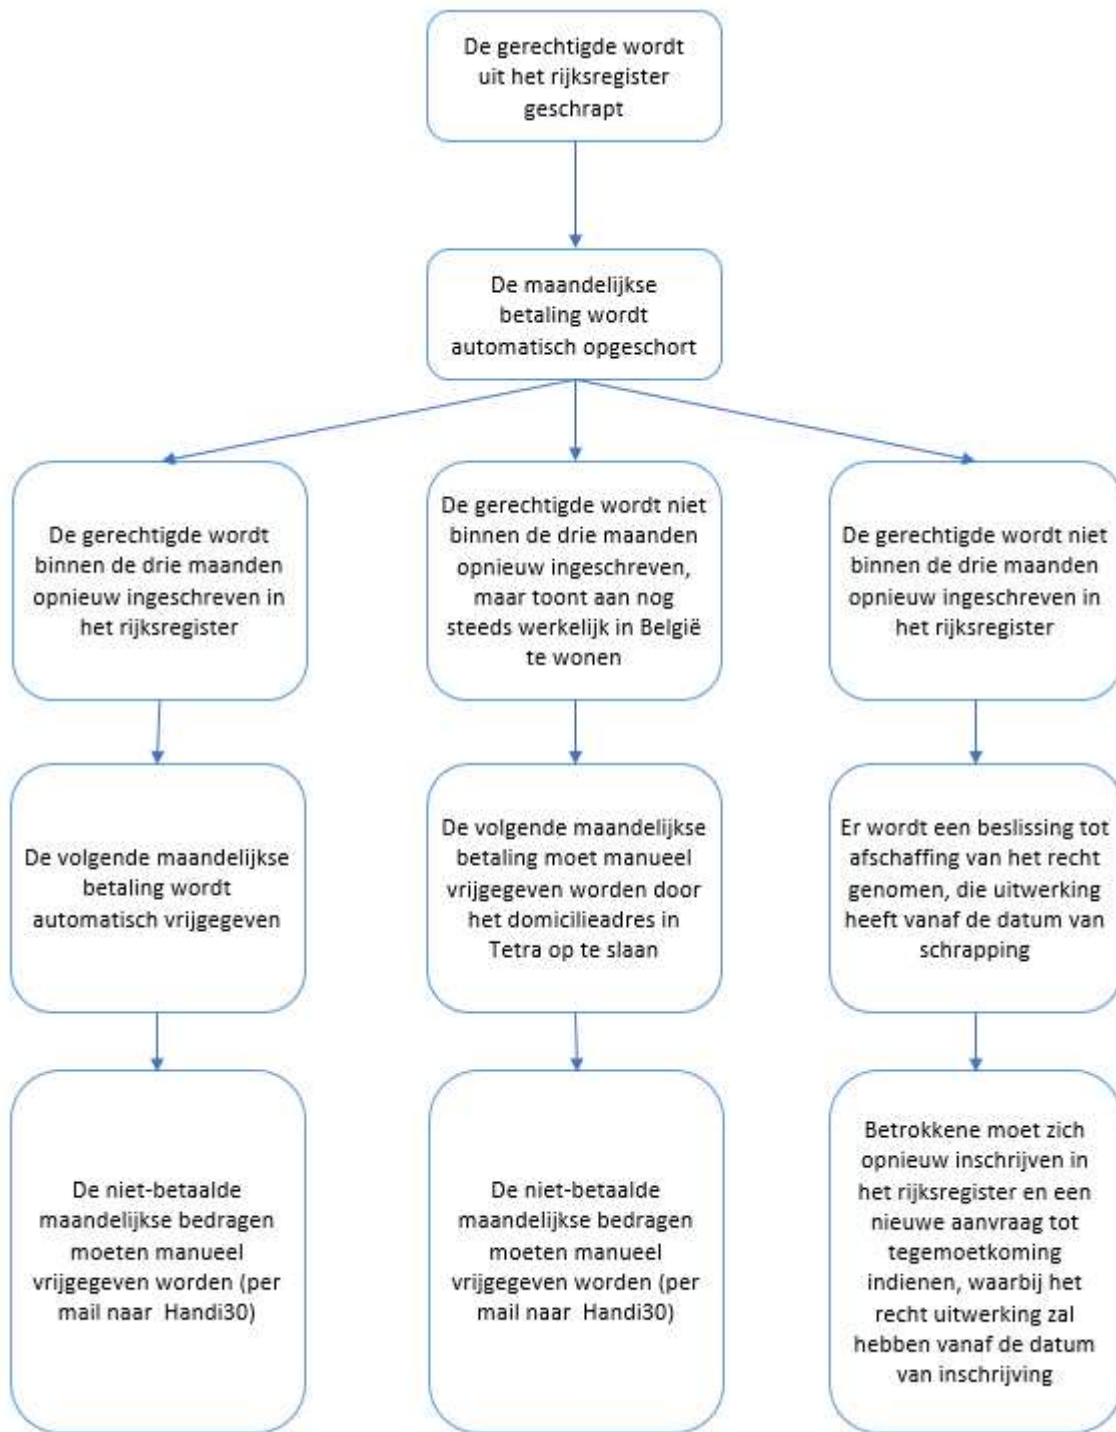 De gerechtigde wordt
uit het rijksregister
geschrapt
De maandelijkse
betaling wordt
automatisch opgeschort
De gerechtigde wordt
binnen de drie maanden
opnieuw ingeschreven in
het rijksregister
De gerechtigde wordt niet
binnen de drie maanden
opnieuw ingeschreven,
maar toont aan nog
steeds werkelijk in België
te wonen
De gerechtigde wordt niet
binnen de drie maanden
opnieuw ingeschreven in
het rijksregister
De volgende maandelijkse
betaling wordt
automatisch vrijgegeven
De volgende maandelijkse
betaling moet manueel
vrijgegeven worden door
het domicilieadres in
Tetra op te slaan
Er wordt een beslissing tot
afschaffing van het recht
genomen, die uitwerking
heeft vanaf de datum van
schrapping
De niet-betaalde
maandelijkse bedragen
moeten manueel
vrijgegeven worden (per
mail naar Handi30)
De niet-betaalde
maandelijkse bedragen
moeten manueel
vrijgegeven worden (per
mail naar Handi30)
Betrokkene moet zich
opnieuw inschrijven in
het rijksregister en een
nieuwe aanvraag tot
tegemoetkoming
indienen, waarbij het
recht uitwerking zal
hebben vanaf de datum
van inschrijving